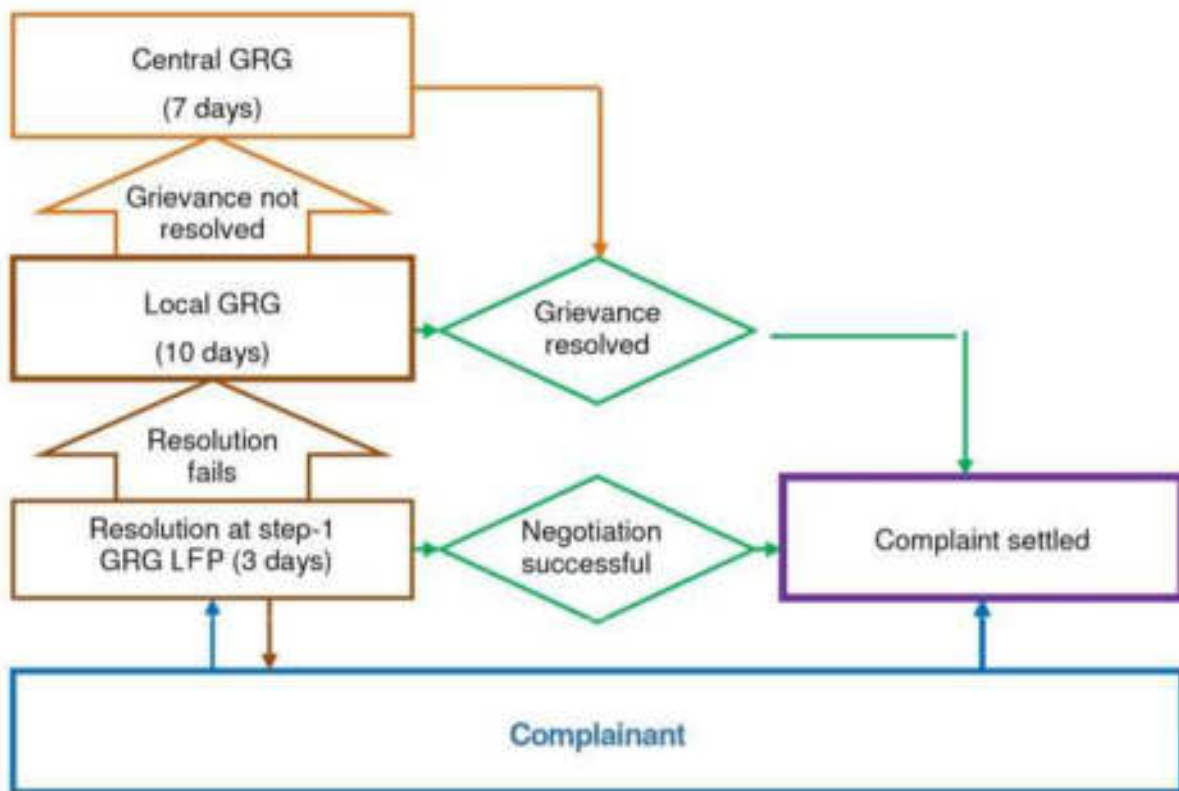 Central GRG
(7 days)
Grievance not
resolved
Local GRG
(10 days)
Grievance
resolved
Resolution
fails
Resolution at step-1
GRG LFP (3 days)
Negotiation
successful
Complaint settled
Complainant